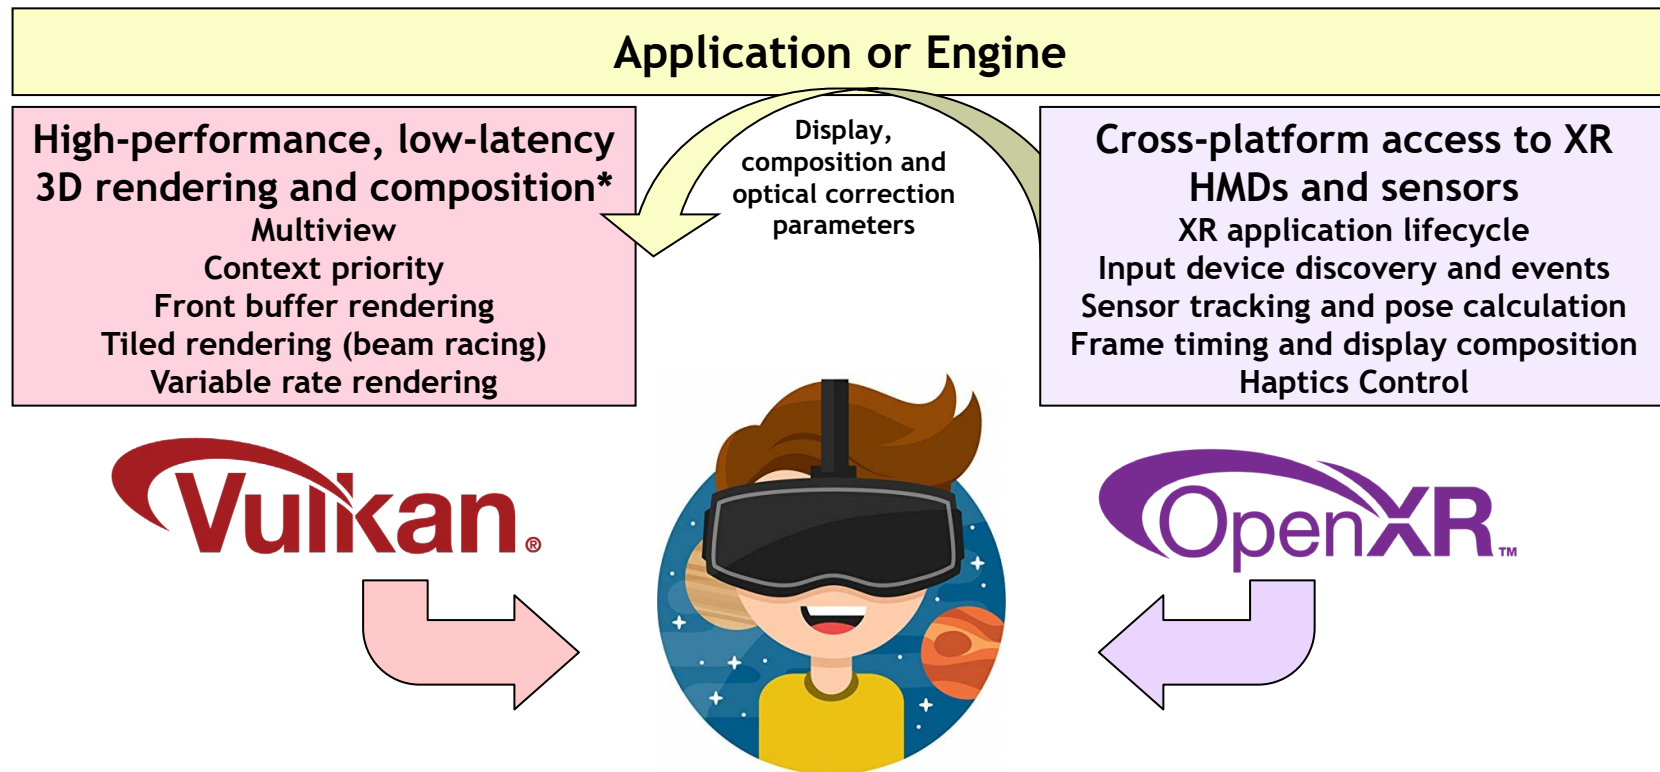 Application or Engine
High-performance, low-latency
3D rendering and composition*
Multiview
Context priority
Front buffer rendering
Tiled rendering (beam racing)
Variable rate rendering
Display,
composition and
optical correction
parameters
Cross-platform access to XR
HMDs and sensors
XR application lifecycle
Input device discovery and events
Sensor tracking and pose calculation
Frame timing and display composition
Haptics Control
Vulkan®
OpenXR™